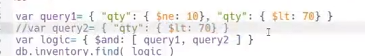 var query1= { "qty": { $ne: 10}, "qty": { $lt: 70} }
//var query2= { "qty": { $lt: 70} }
var logic= { $and: [ query1, query2 ] }
db.inventory.find( logic )